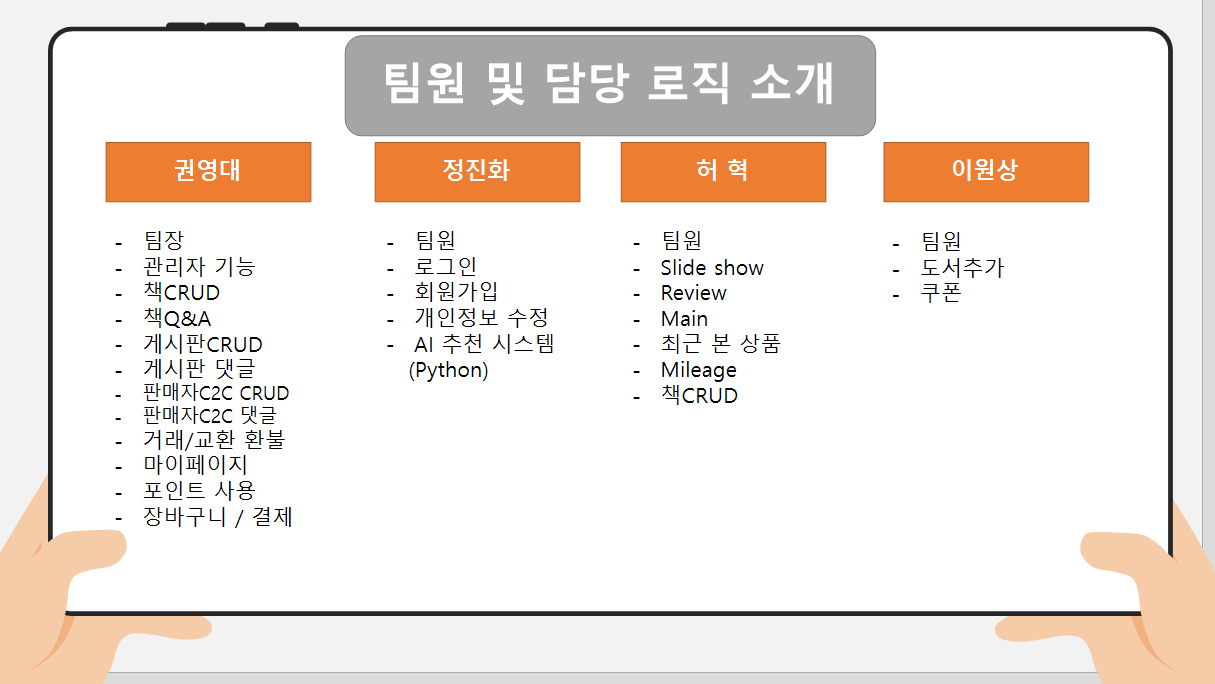 팀원 및 담당 로직 소개
권영대
- 팀장
- 관리자 기능
- 책CRUD
- 책Q&A
- 게시판CRUD
- 게시판 댓글
- 판매자C2C CRUD
- 판매자C2C 댓글
- 거래/교환 환불
- 마이페이지
- 포인트 사용
- 장바구니 / 결제
정진화
- 팀원
- 로그인
- 회원가입
- 개인정보 수정
- AI 추천 시스템
(Python)
허 혁
- 팀원
- Slide show
- Review
- Main
- 최근 본 상품
- Mileage
- 책CRUD
이원상
- 팀원
- 도서추가
- 쿠폰